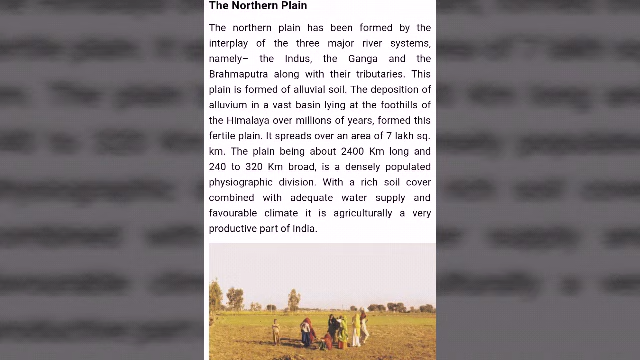 The Northern Plain
The northern plain has been formed by the
interplay of the three major river systems,
namely– the Indus, the Ganga and the
Brahmaputra along with their tributaries. This
plain is formed of alluvial soil. The deposition of
alluvium in a vast basin lying at the foothills of
the Himalaya over millions of years, formed this
fertile plain. It spreads over an area of 7 lakh sq.
km. The plain being about 2400 Km long and
240 to 320 Km broad, is a densely populated
physiographic division. With a rich soil cover
combined with adequate water supply and
favourable climate it is agriculturally a very
productive part of India.